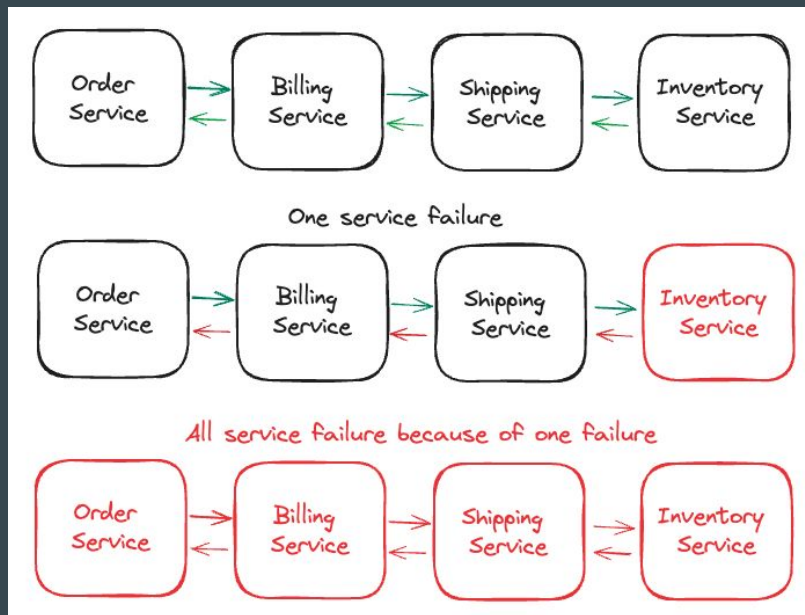 Order
Service
Billing
Service
Shipping
Service
Inventory
Service
One service failure
Order
Service
Billing
Service
Shipping
Service
Inventory
Service
All service failure because of one failure
Order
Service
Billing
Service
Shipping
Service
Inventory
Service